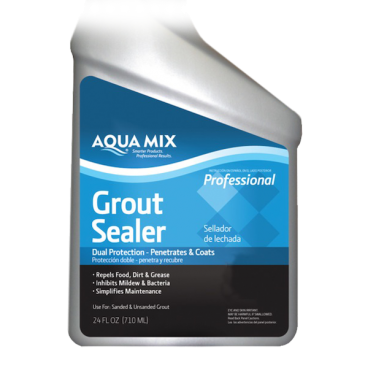 AQUA MIX
Smarter Products.
Professional Results.
Professional
Grout
Sealer
Sellador
de lechada
Dual Protection - Penetrates & Coats
Protección doble - penetra y recubre
• Repels Food, Dirt & Grease
• Inhibits Mildew & Bacteria
• Simplifies Maintenance
Use For: Sanded & Unsanded Grout
24 FL OZ (710 ML)